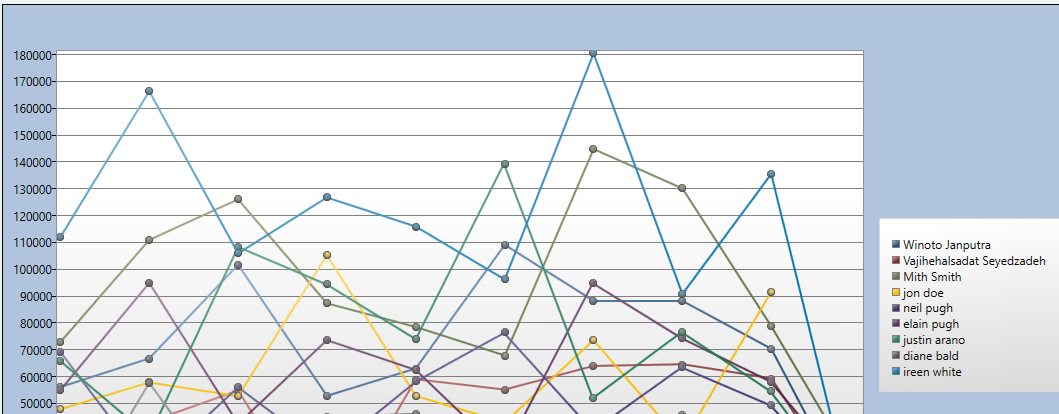 180000
170000
160000
150000
140000
130000
120000
110000
100000
90000
80000
70000
60000
50000
Winoto Janputra
Vajihehalsadat Seyedzadeh
Mith Smith
jon doe
neil pugh
elain pugh
justin arano
diane bald
ireen white